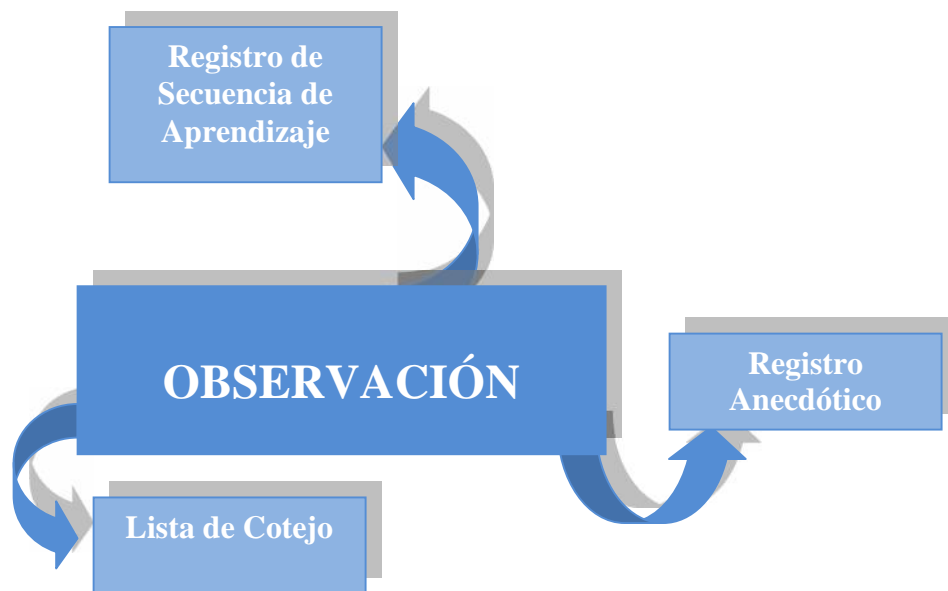 Registro de
Secuencia de
Aprendizaje
OBSERVACIÓN
Registro
Anecdótico
Lista de Cotejo